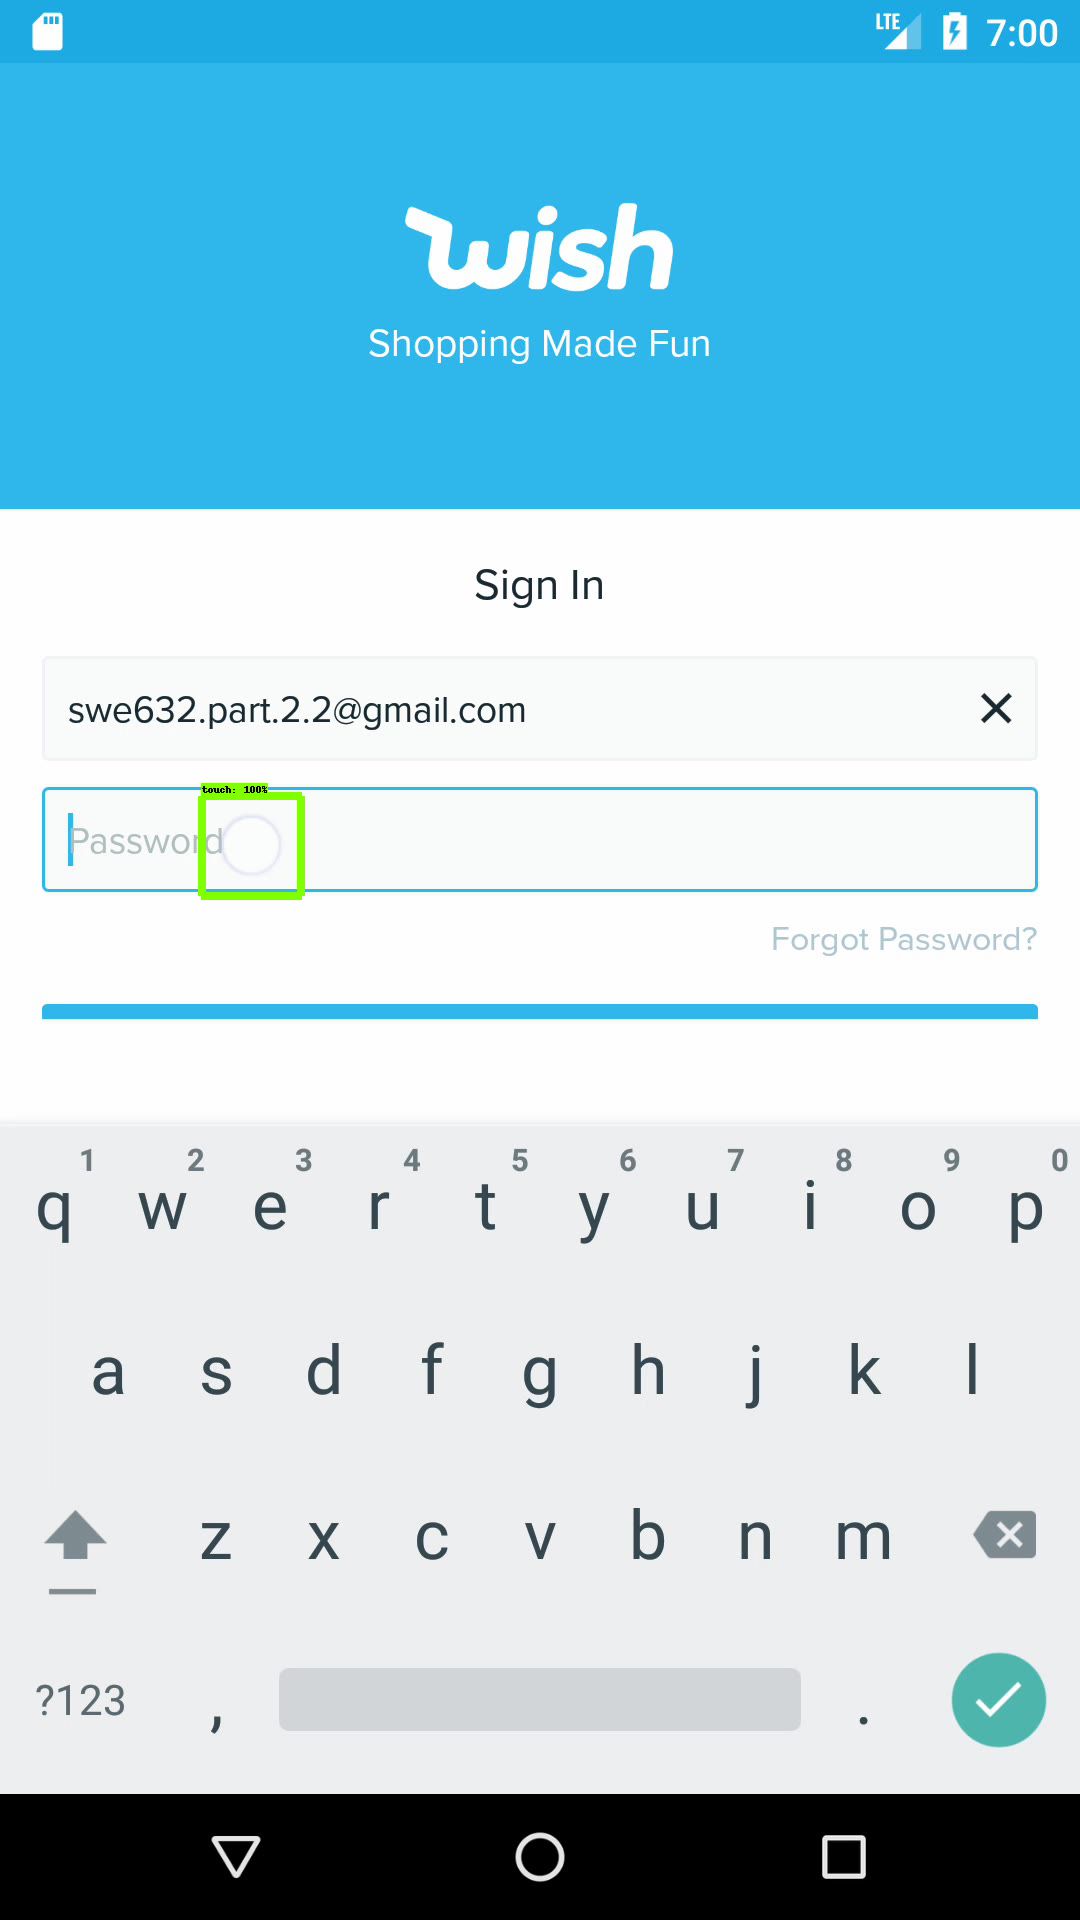 LTE 7:00
wish
Shopping Made Fun
Sign In
swe632.part.2.2@gmail.com
touch: 100%
Password
Forgot Password?
1 2 3 4 5 6 7 8 9 0
q w e r t y u i o p
a s d f g h j k l
z x c v b n m
?123 , .